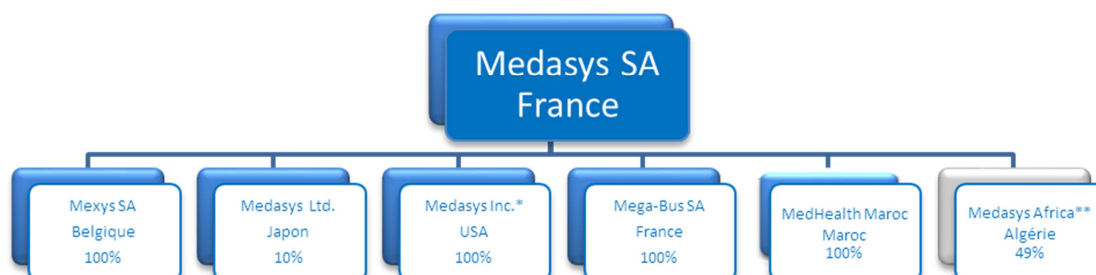 Medasys SA
France
Mexys SA
Belgique
100%
Medasys Ltd.
Japon
10%
Medasys Inc.*
USA
100%
Mega-Bus SA
France
100%
MedHealth Maroc
Maroc
100%
Medasys Africa**
Algérie
49%